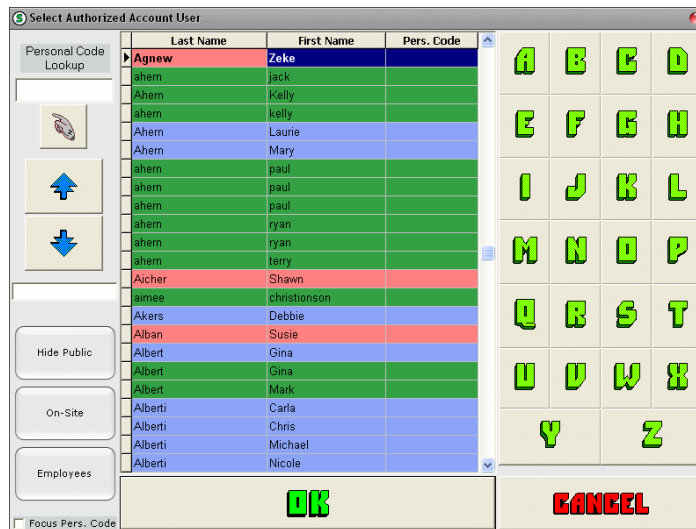 Select Authorized Account User
Personal Code
Lookup
Last Name First Name Pers. Code
Agnew Zeke
ahern jack
Ahern Kelly
ahern kelly
Ahern Laurie
Ahern Mary
ahern paul
ahern paul
ahern paul
ahern ryan
ahern ryan
ahern terry
Aicher Shawn
aimee christionson
Akers Debbie
Alban Susie
Albert Gina
Albert Gina
Albert Mark
Alberti Carla
Alberti Chris
Alberti Michael
Alberti Nicole
Hide Public
On-Site
Employees
Focus Pers. Code
A B C D
E F G H
I J K L
M N O P
Q R S T
U V W X
Y Z
OK
CANCEL